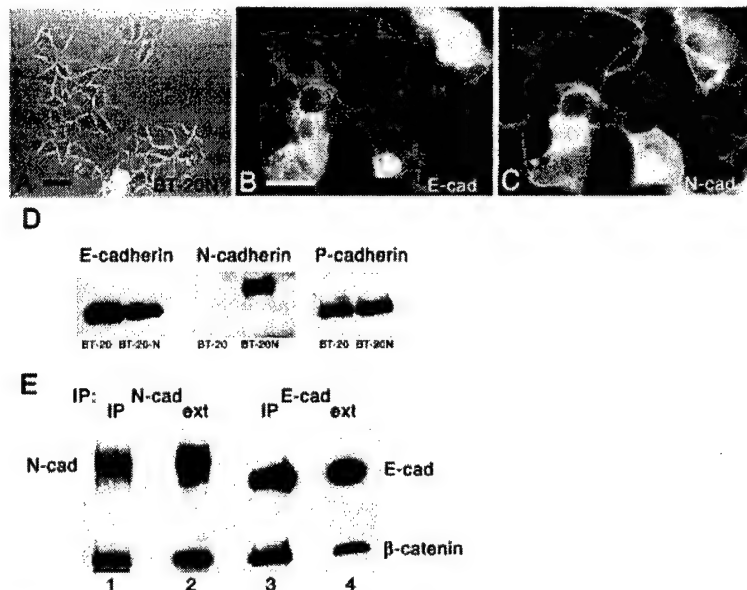 A
BT-20N
B
E-cad
C
N-cad
D
E-cadherin N-cadherin P-cadherin
BT-20 BT-20-N BT-20 BT-20N BT-20 BT-20N
E
IP: N-cad E-cad
IP ext IP ext
N-cad E-cad
β-catenin
1 2 3 4